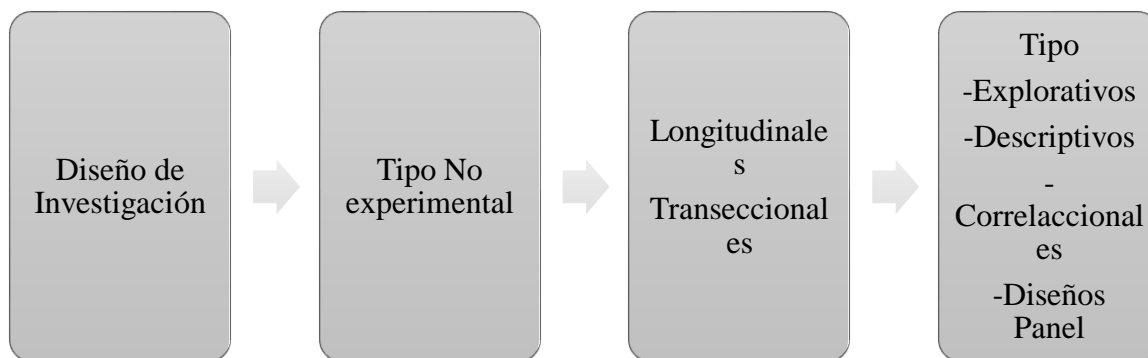 Diseño de
Investigación
Tipo No
experimental
Longitudinale
s
Transeccional
es
Tipo
-Explorativos
-Descriptivos
-
Correlaccional
es
-Diseños
Panel